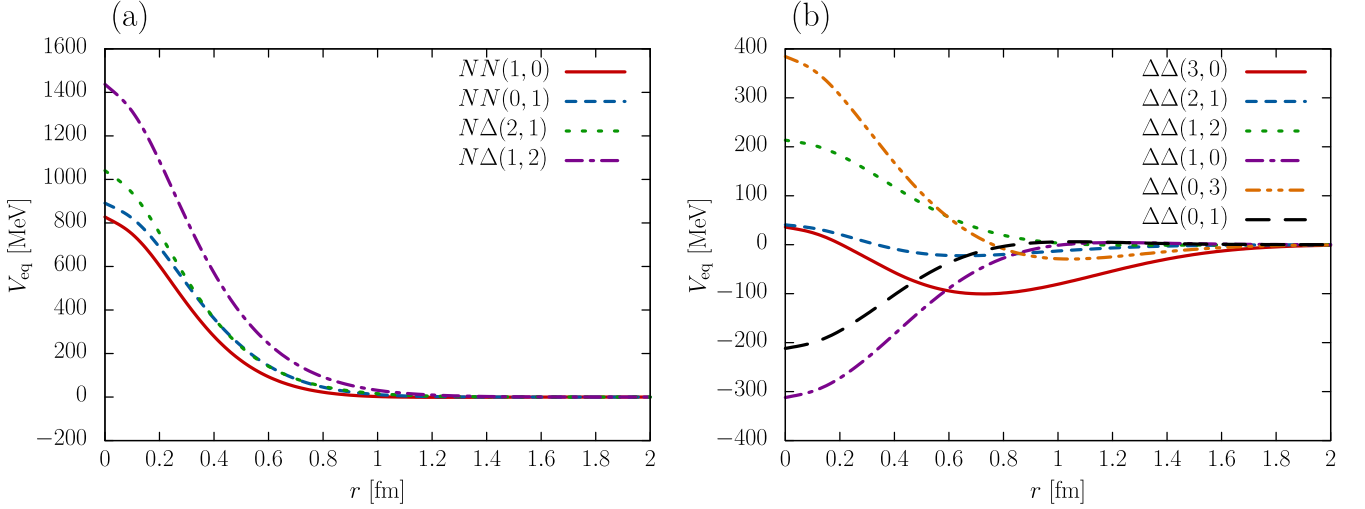 (a)
1600
1400
1200
1000
800
600
400
200
0
−200
V_eq [MeV]
NN(1, 0)
NN(0, 1)
NΔ(2, 1)
NΔ(1, 2)
0 0.2 0.4 0.6 0.8 1 1.2 1.4 1.6 1.8 2
r [fm]
(b)
400
300
200
100
0
−100
−200
−300
−400
V_eq [MeV]
ΔΔ(3, 0)
ΔΔ(2, 1)
ΔΔ(1, 2)
ΔΔ(1, 0)
ΔΔ(0, 3)
ΔΔ(0, 1)
0 0.2 0.4 0.6 0.8 1 1.2 1.4 1.6 1.8 2
r [fm]